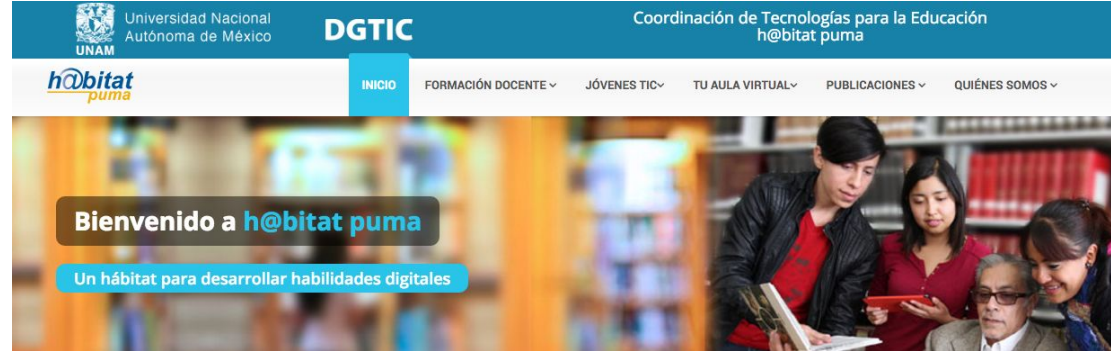 Universidad Nacional
Autónoma de México
UNAM
DGTIC
Coordinación de Tecnologías para la Educación
h@bitat puma
h@bitat
puma
INICIO
FORMACIÓN DOCENTE
JÓVENES TIC
TU AULA VIRTUAL
PUBLICACIONES
QUIÉNES SOMOS
Bienvenido a h@bitat puma
Un hábitat para desarrollar habilidades digitales